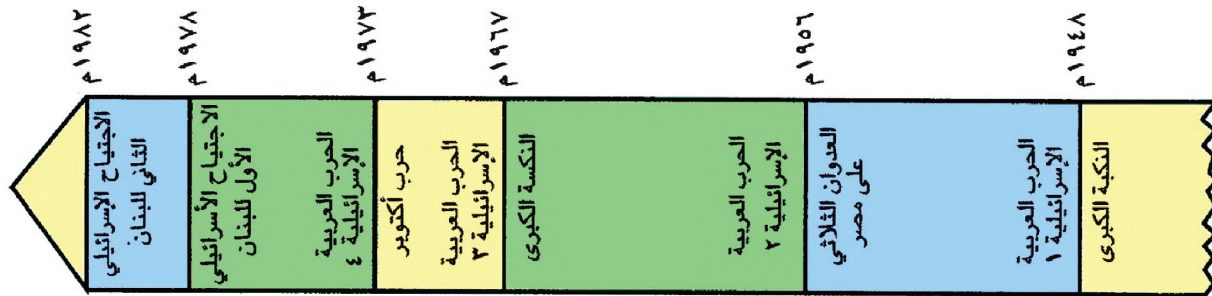 ١٩٤٨م
١٩٥٦م
١٩٦٧م
١٩٧٣م
١٩٧٨م
١٩٨٢م
النكبة الكبرى
الحرب العربية
الإسرائيلية ١
العدوان الثلاثي
على مصر
الحرب العربية
الإسرائيلية ٢
النكسة الكبرى
الحرب العربية
الإسرائيلية ٣
حرب أكتوبر
الحرب العربية
الإسرائيلية ٤
الاجتياح الأسرائيلي
الأول للبنان
الاجتياح الإسرائيلي
الثاني للبنان